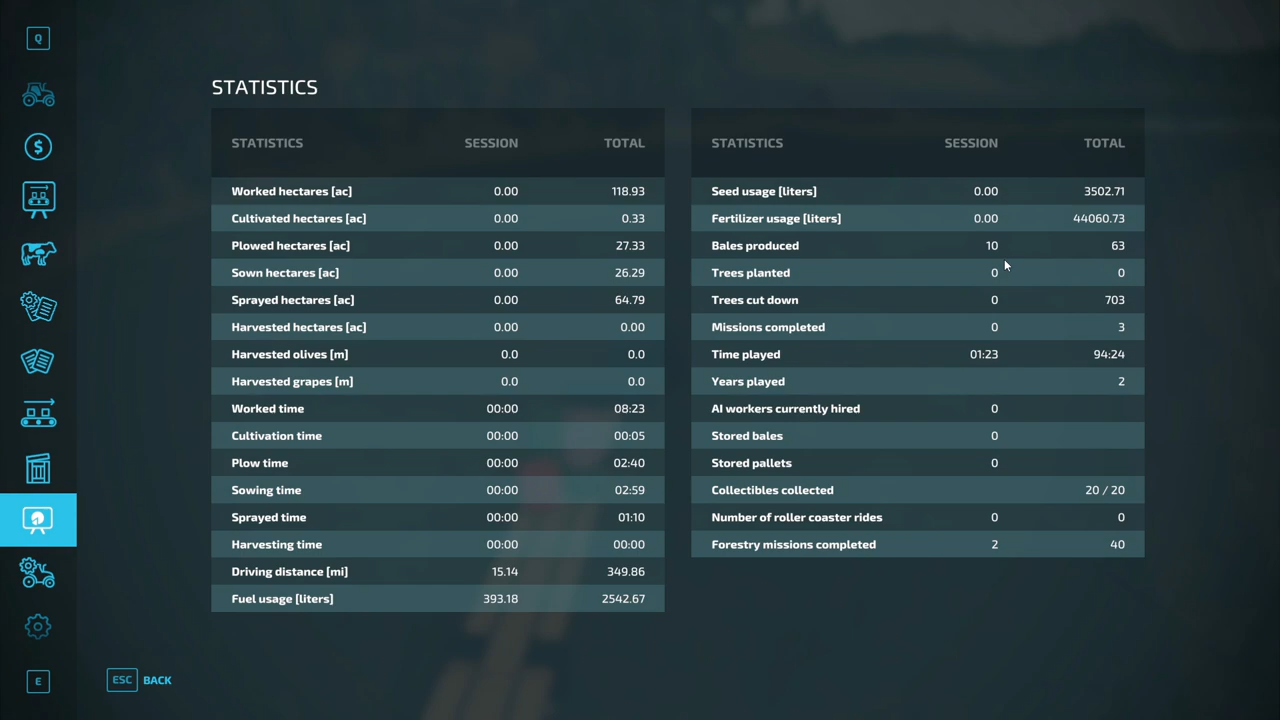 Q
STATISTICS
STATISTICS SESSION TOTAL
Worked hectares [ac] 0.00 118.93
Cultivated hectares [ac] 0.00 0.33
Plowed hectares [ac] 0.00 27.33
Sown hectares [ac] 0.00 26.29
Sprayed hectares [ac] 0.00 64.79
Harvested hectares [ac] 0.00 0.00
Harvested olives [m] 0.0 0.0
Harvested grapes [m] 0.0 0.0
Worked time 00:00 08:23
Cultivation time 00:00 00:05
Plow time 00:00 02:40
Sowing time 00:00 02:59
Sprayed time 00:00 01:10
Harvesting time 00:00 00:00
Driving distance [mi] 15.14 349.86
Fuel usage [liters] 393.18 2542.67
STATISTICS SESSION TOTAL
Seed usage [liters] 0.00 3502.71
Fertilizer usage [liters] 0.00 44060.73
Bales produced 10 63
Trees planted 0 0
Trees cut down 0 703
Missions completed 0 3
Time played 01:23 94:24
Years played 2
AI workers currently hired 0
Stored bales 0
Stored pallets 0
Collectibles collected 20 / 20
Number of roller coaster rides 0 0
Forestry missions completed 2 40
E
ESC BACK